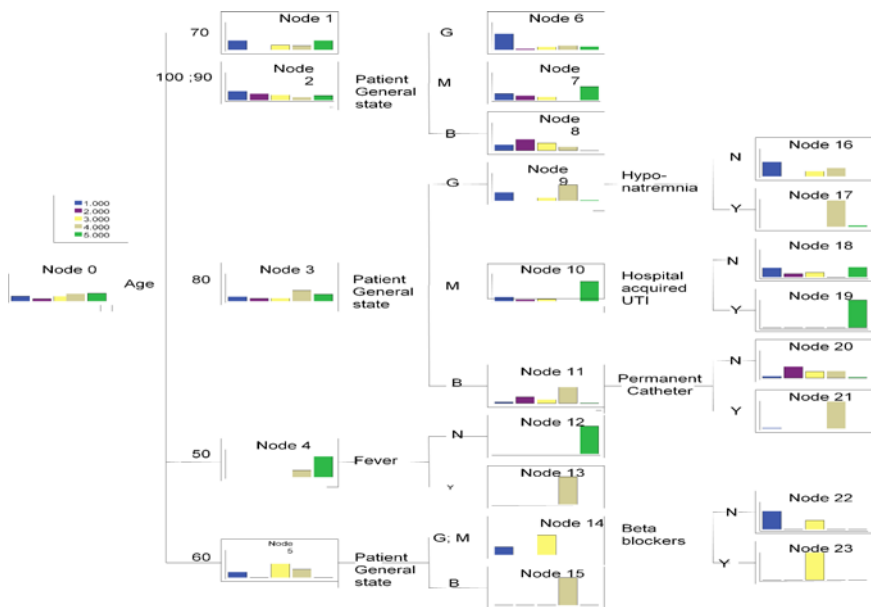 70
Node 1
G
Node 6
100 ;90
Node
2
Patient
General
state
M
Node
7
B
Node
8
G
Node
9
Hypo-
natremnia
N
Node 16
Y
Node 17
1.000
2.000
3.000
4.000
5.000
Node 0
Age
80
Node 3
Patient
General
state
M
Node 10
Hospital
acquired
UTI
N
Node 18
Y
Node 19
B
Node 11
Permanent
Catheter
N
Node 20
Y
Node 21
50
Node 4
Fever
N
Node 12
Y
Node 13
60
Node
5
Patient
General
state
G; M
Node 14
Beta
blockers
N
Node 22
Y
Node 23
B
Node 15